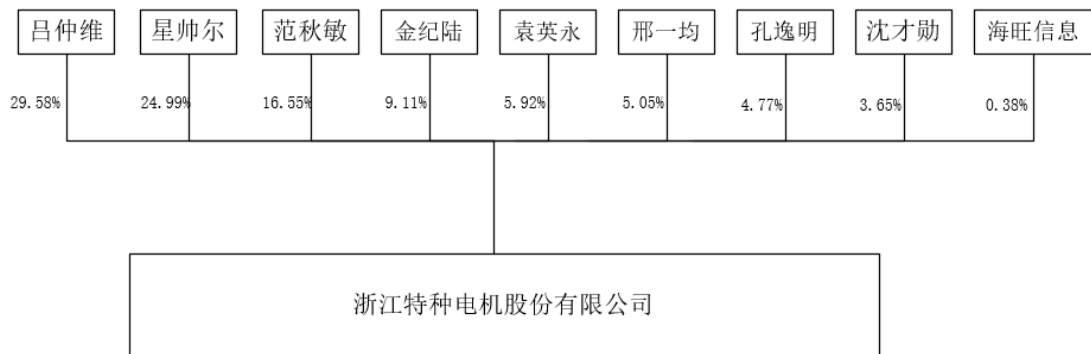 吕仲维 星帅尔 范秋敏 金纪陆 袁英永 邢一均 孔逸明 沈才勋 海旺信息
29.58% 24.99% 16.55% 9.11% 5.92% 5.05% 4.77% 3.65% 0.38%
浙江特种电机股份有限公司